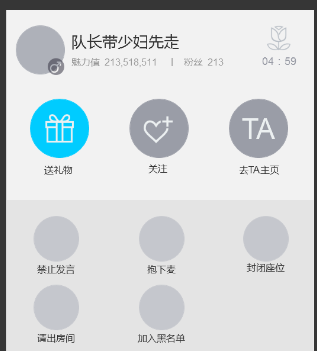 队长带少妇先走
魅力值 213,518,511 | 粉丝 213
04 : 59
TA
送礼物 关注 去TA主页
禁止发言 抱下麦 封闭座位
请出房间 加入黑名单